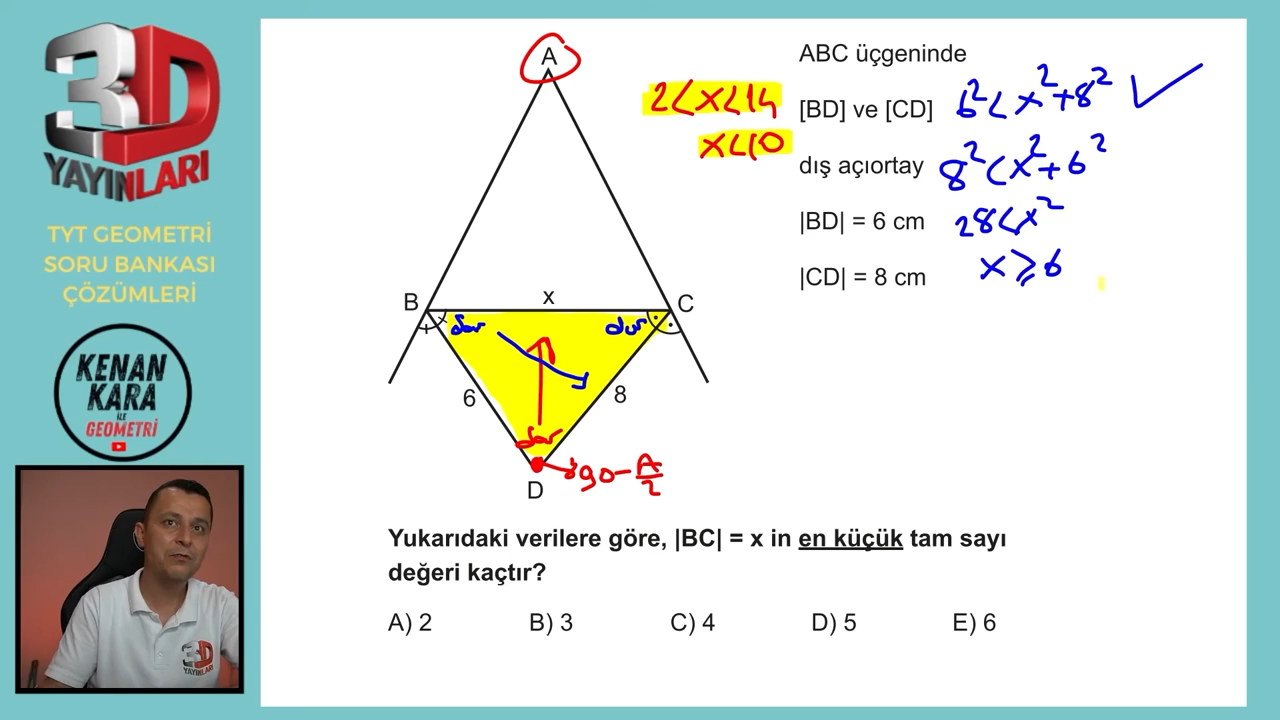 3D
YAYINLARI
TYT GEOMETRİ
SORU BANKASI
ÇÖZÜMLERİ
KENAN
KARA
İLE
GEOMETRİ
3D
YAYINLARI
A
B
x
C
dar
dar
6
8
dar
D
90-A/2
2<x<14
x<10
ABC üçgeninde
[BD] ve [CD]
dış açıortay
|BD| = 6 cm
|CD| = 8 cm
6²<x²+8²
8²<x²+6²
28<x²
x≥6
Yukarıdaki verilere göre, |BC| = x in en küçük tam sayı
değeri kaçtır?
A) 2 B) 3 C) 4 D) 5 E) 6